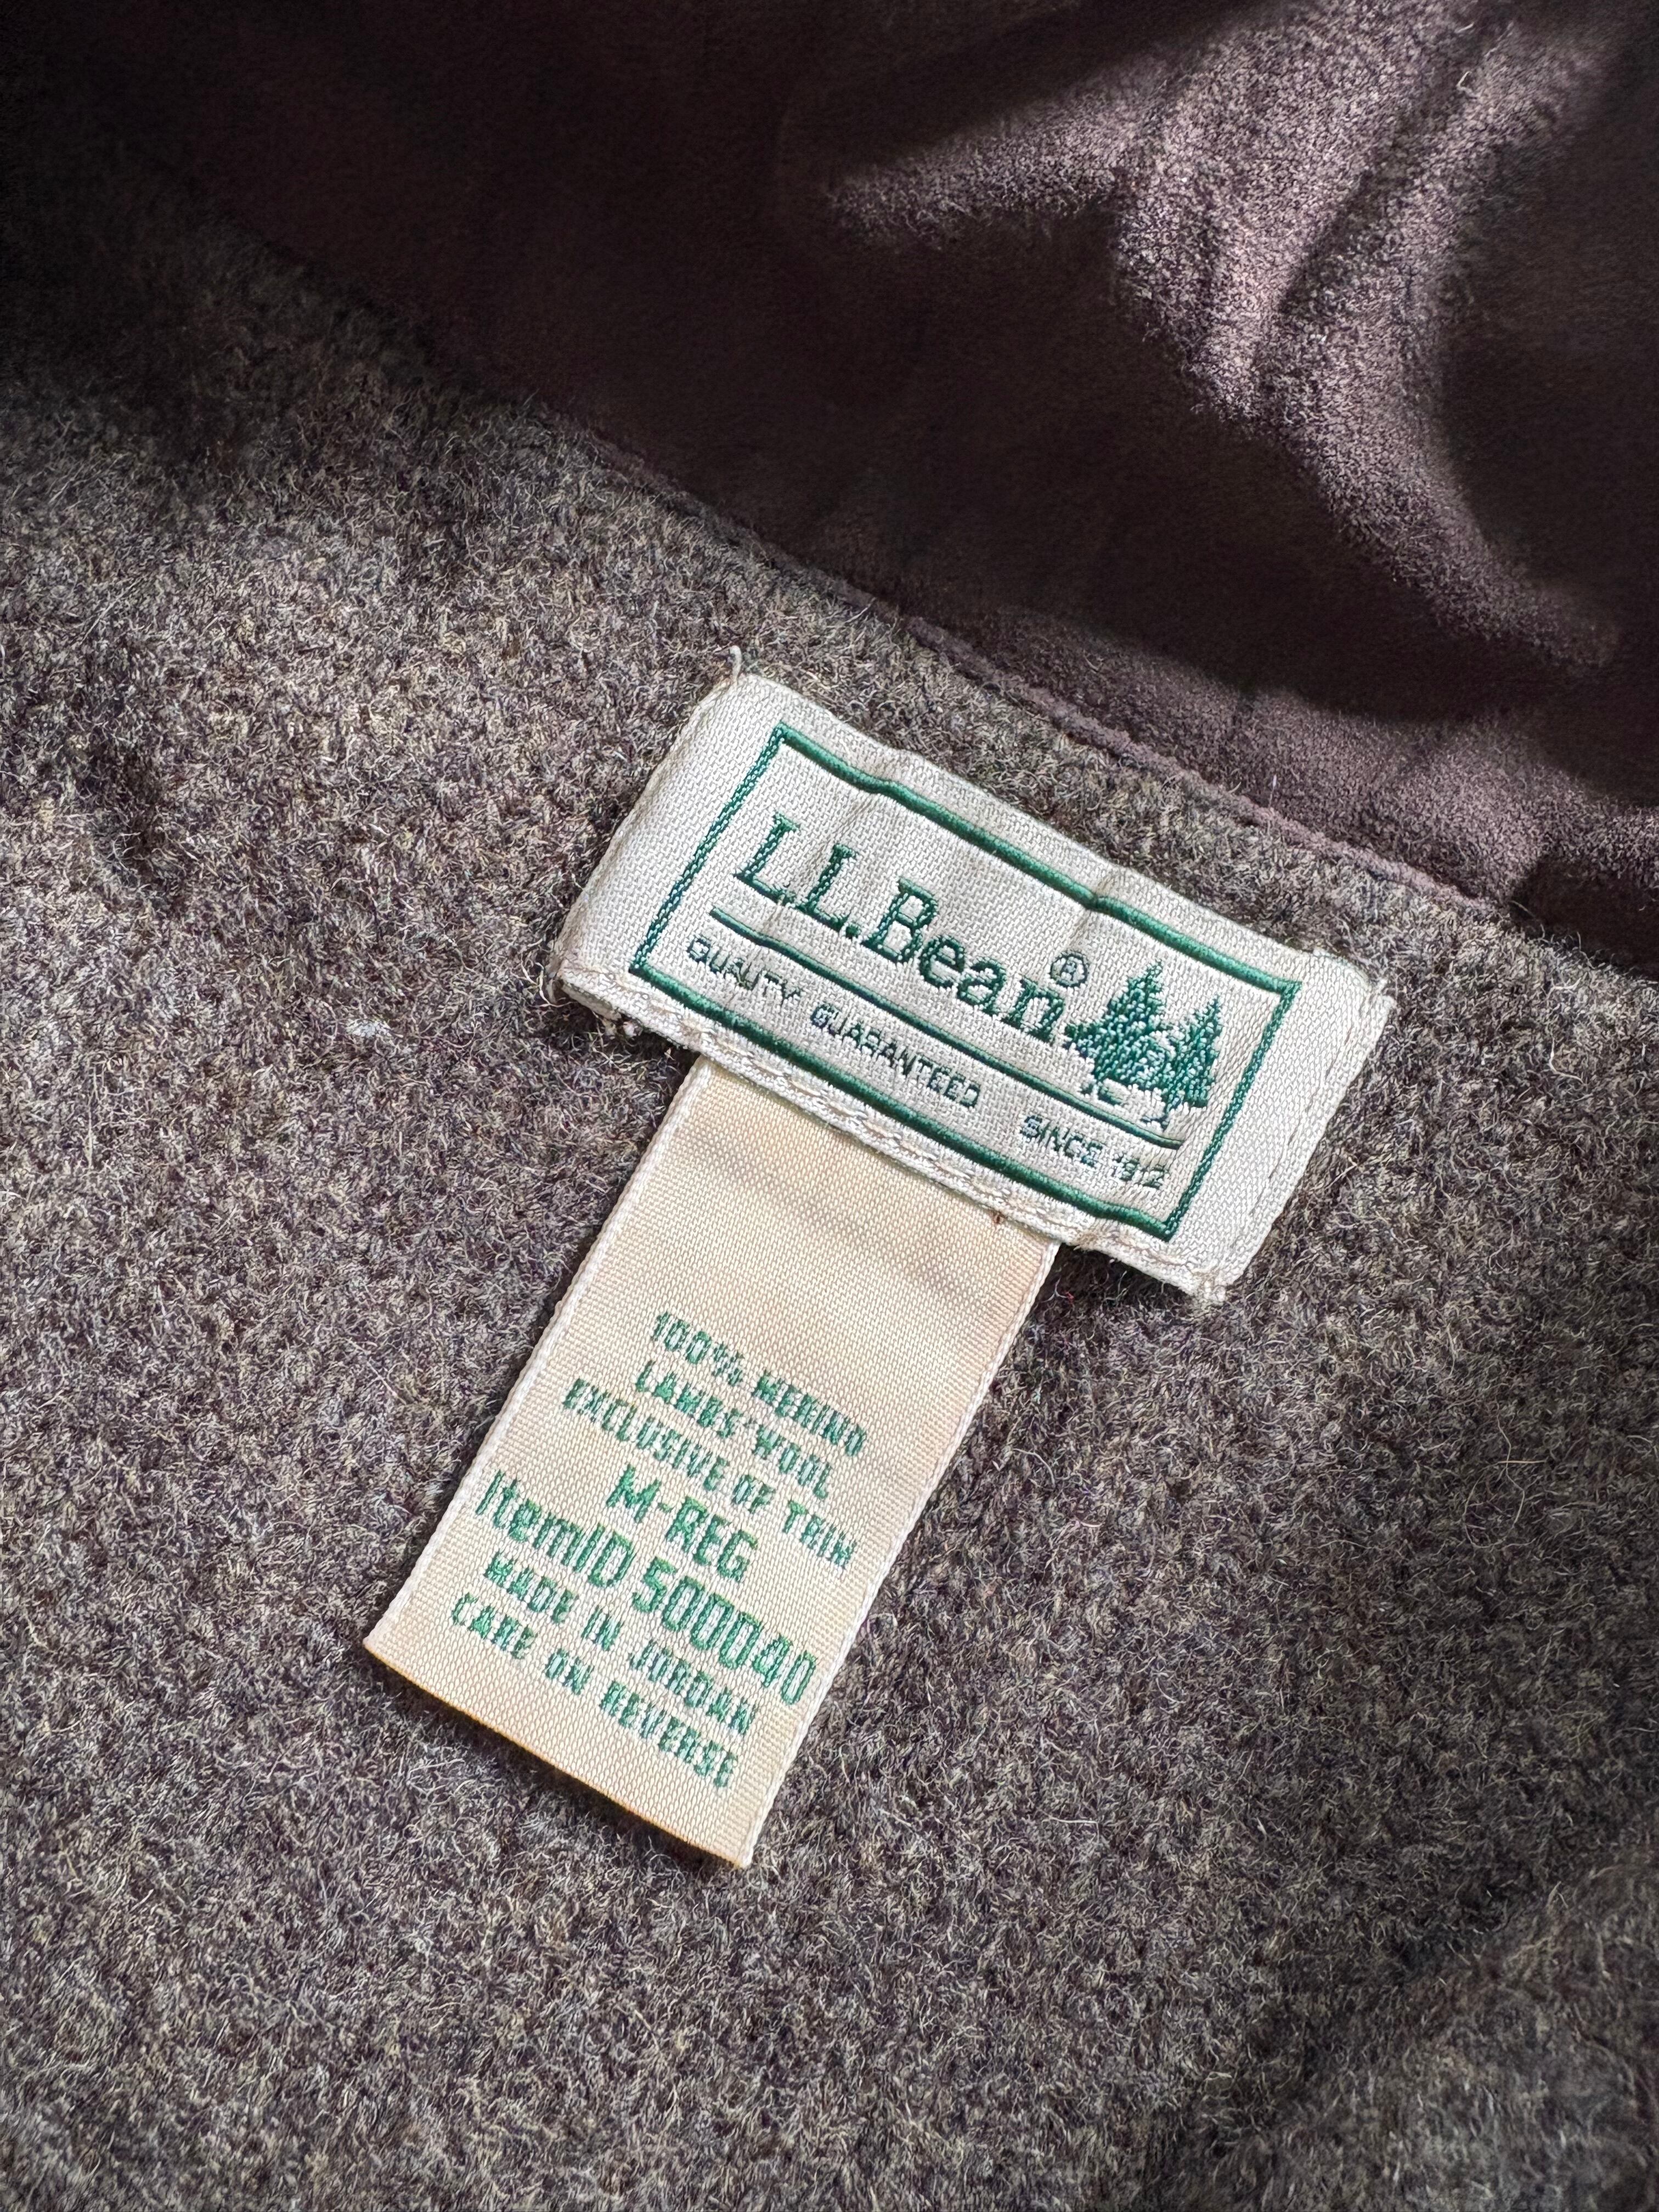 L.L.Bean®
QUALITY GUARANTEED SINCE 1912
100% MERINO
LAMBS' WOOL
EXCLUSIVE OF TRIM
M-REG
ItemID 500040
MADE IN JORDAN
CARE ON REVERSE